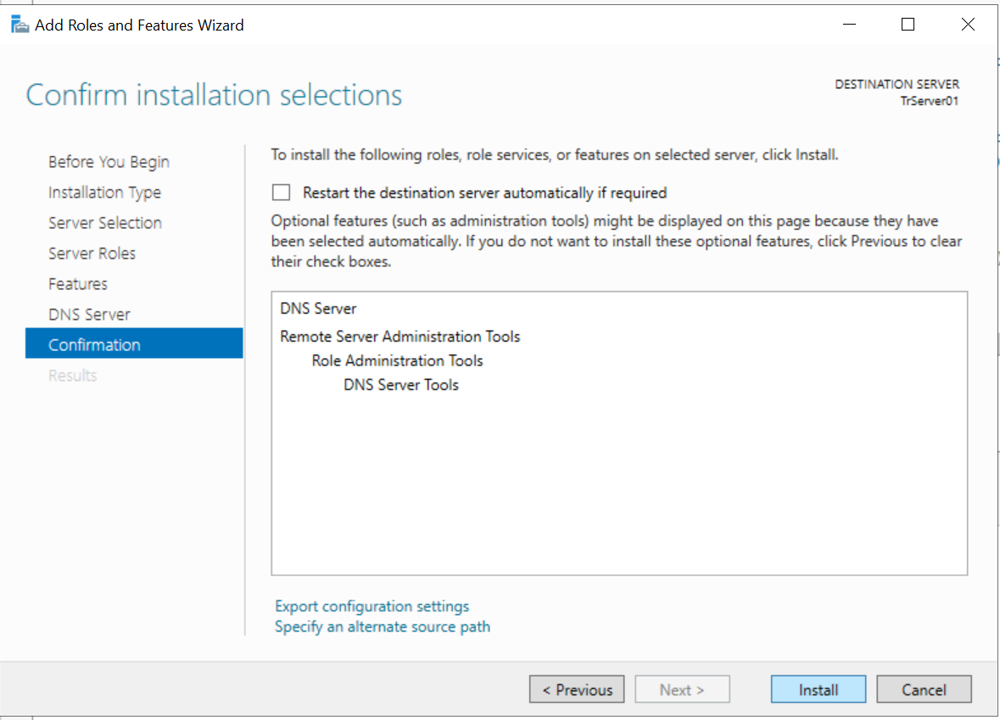 Add Roles and Features Wizard
Confirm installation selections
DESTINATION SERVER
TrServer01
Before You Begin
Installation Type
Server Selection
Server Roles
Features
DNS Server
Confirmation
Results
To install the following roles, role services, or features on selected server, click Install.
Restart the destination server automatically if required
Optional features (such as administration tools) might be displayed on this page because they have
been selected automatically. If you do not want to install these optional features, click Previous to clear
their check boxes.
DNS Server
Remote Server Administration Tools
Role Administration Tools
DNS Server Tools
Export configuration settings
Specify an alternate source path
< Previous
Next >
Install
Cancel